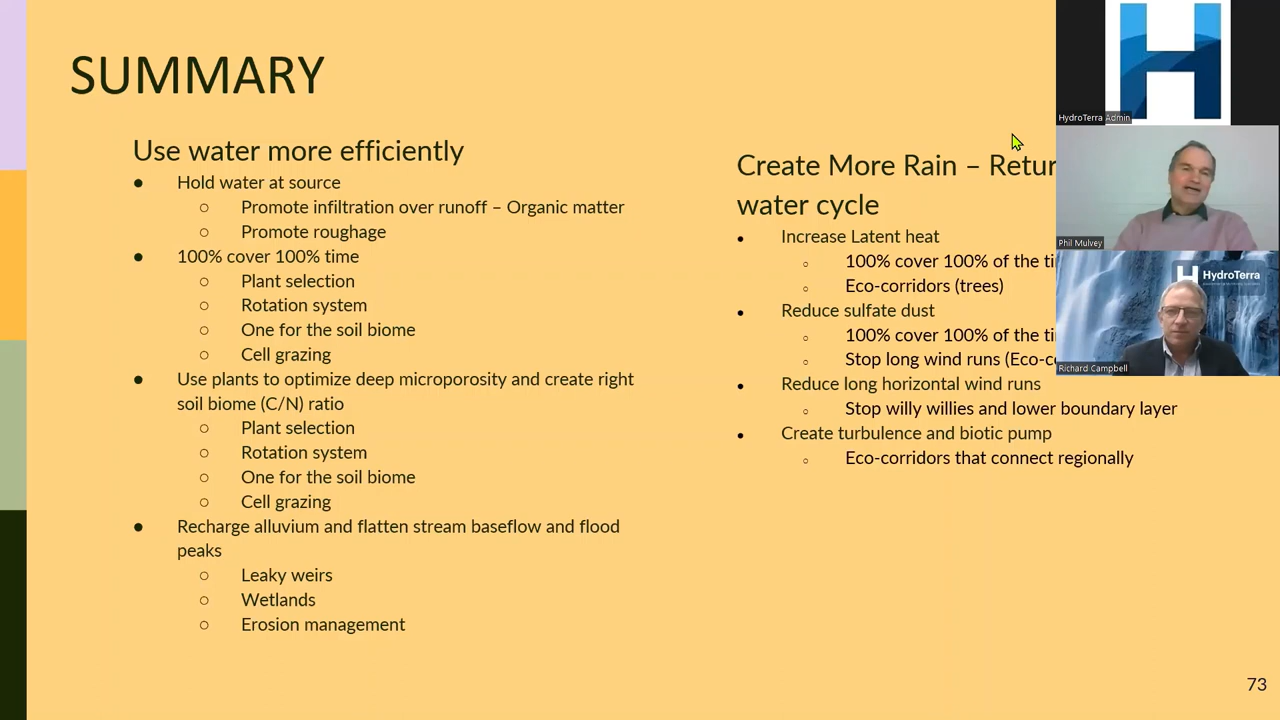 SUMMARY
Use water more efficiently
● Hold water at source
○ Promote infiltration over runoff – Organic matter
○ Promote roughage
● 100% cover 100% time
○ Plant selection
○ Rotation system
○ One for the soil biome
○ Cell grazing
● Use plants to optimize deep microporosity and create right
soil biome (C/N) ratio
○ Plant selection
○ Rotation system
○ One for the soil biome
○ Cell grazing
● Recharge alluvium and flatten stream baseflow and flood
peaks
○ Leaky weirs
○ Wetlands
○ Erosion management
Create More Rain –
water cycle
● Increase Latent heat
○ 100% cover 100% of the
○ Eco-corridors (trees)
● Reduce sulfate dust
○ 100% cover 100% of the
○ Stop long wind runs
● Reduce long horizontal wind runs
○ Stop willy willies and lower boundary layer
● Create turbulence and biotic pump
○ Eco-corridors that connect regionally
H
HydroTerra Admin
Phil Mulvey
HydroTerra
Richard Campbell
73